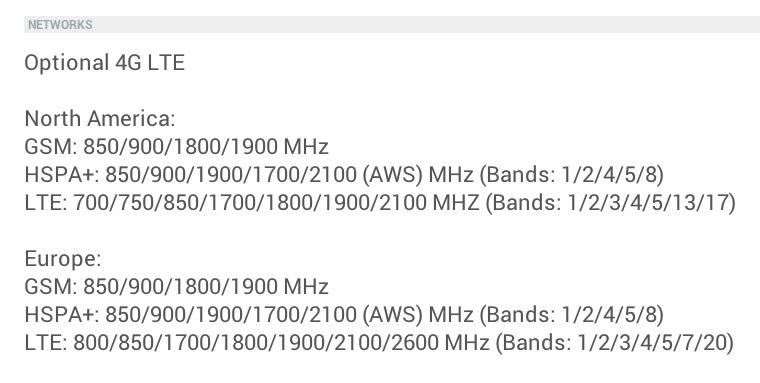 NETWORKS
Optional 4G LTE
North America:
GSM: 850/900/1800/1900 MHz
HSPA+: 850/900/1900/1700/2100 (AWS) MHz (Bands: 1/2/4/5/8)
LTE: 700/750/850/1700/1800/1900/2100 MHZ (Bands: 1/2/3/4/5/13/17)
Europe:
GSM: 850/900/1800/1900 MHz
HSPA+: 850/900/1900/1700/2100 (AWS) MHz (Bands: 1/2/4/5/8)
LTE: 800/850/1700/1800/1900/2100/2600 MHz (Bands: 1/2/3/4/5/7/20)